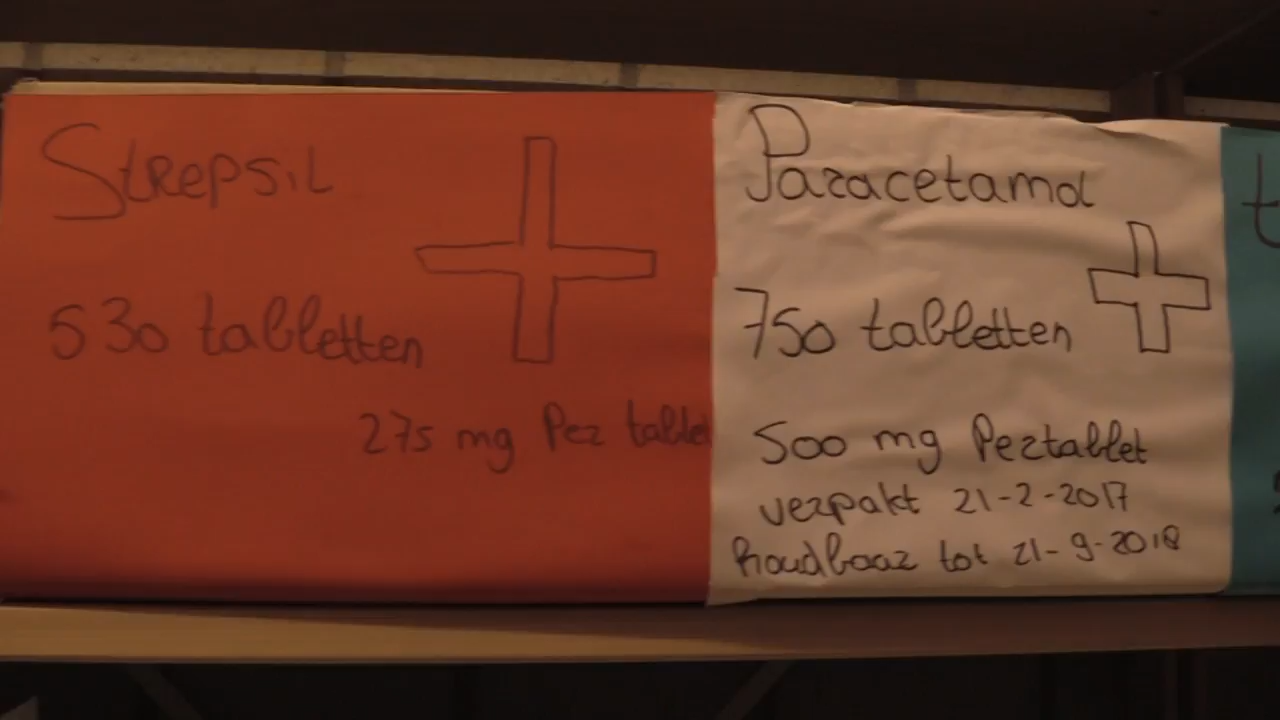 Strepsil
530 tabletten
275 mg Per tablet
Paracetamol
750 tabletten
500 mg Pertablet
verpakt 21-2-2017
Houdbaar tot 21-9-2018
t